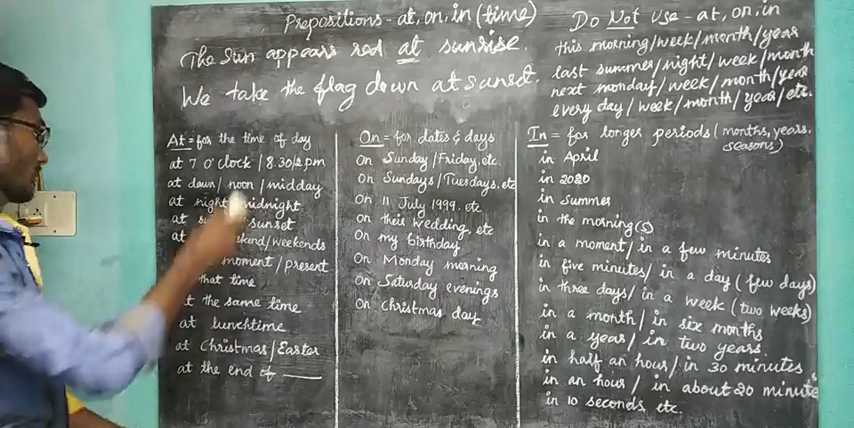 Prepositions - at, on, in (time)
The Sun appears red at sunrise.
We take the flag down at sunset.
Do Not use - at, on, in
this morning/week/month/year
last summer/night/week/month
next monday/week/month/year
every day/week/month/year/etc.
At = for the time of day
at 7 O'clock / 8.30/2pm
at dawn/noon/midday
at night midnight
at sunset
at weekend/weekends
moment/present
that time
at the same time
at lunchtime
at Christmas/Easter
at the end of ____
On = for dates & days
On Sunday/Friday, etc.
On Sundays/Tuesdays. etc
On 11 July 1999. etc
on their wedding, etc
On my birthday
On Monday morning
On Saturday evenings
On Christmas day
In = for longer periods (months, years.
seasons)
in April
in 2020
in summer
in the morning(s)
in a moment/in a few minutes
in five minutes/in a day (few days)
in three days/in a week (two weeks)
in a month/in six months
in a year/in two years.
in half an hour/in 30 minutes
in an hour/in about 20 minutes
in 10 seconds, etc.